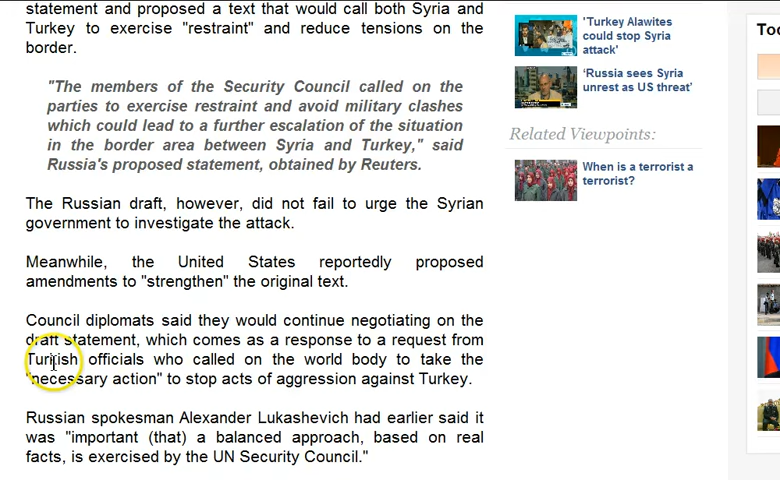 statement and proposed a text that would call both Syria and
Turkey to exercise "restraint" and reduce tensions on the
border.
"The members of the Security Council called on the
parties to exercise restraint and avoid military clashes
which could lead to a further escalation of the situation
in the border area between Syria and Turkey," said
Russia's proposed statement, obtained by Reuters.
The Russian draft, however, did not fail to urge the Syrian
government to investigate the attack.
Meanwhile, the United States reportedly proposed
amendments to "strengthen" the original text.
Council diplomats said they would continue negotiating on the
draft statement, which comes as a response to a request from
Turkish officials who called on the world body to take the
"necessary action" to stop acts of aggression against Turkey.
Russian spokesman Alexander Lukashevich had earlier said it
was "important (that) a balanced approach, based on real
facts, is exercised by the UN Security Council."
'Turkey Alawites
could stop Syria
attack'
‘Russia sees Syria
unrest as US threat’
Related Viewpoints:
When is a terrorist a
terrorist?